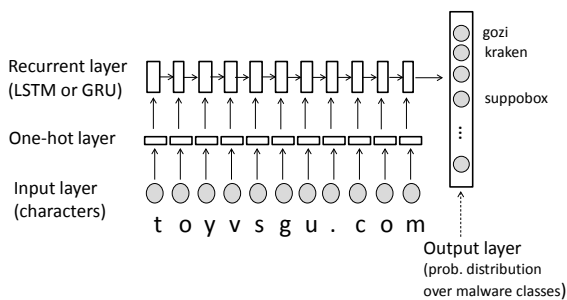 gozi
kraken
Recurrent layer
(LSTM or GRU)
suppobox
One-hot layer
...
Input layer
(characters)
t o y v s g u . c o m
Output layer
(prob. distribution
over malware classes)